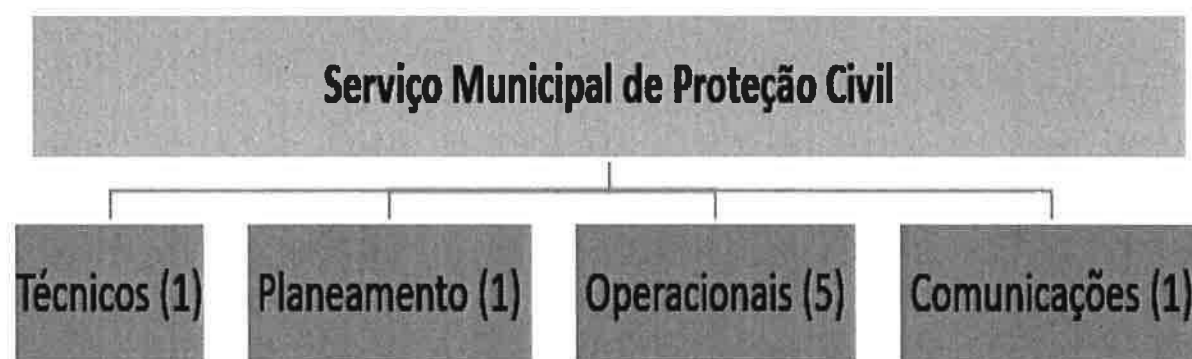 Serviço Municipal de Proteção Civil
Técnicos (1)
Planeamento (1)
Operacionais (5)
Comunicações (1)